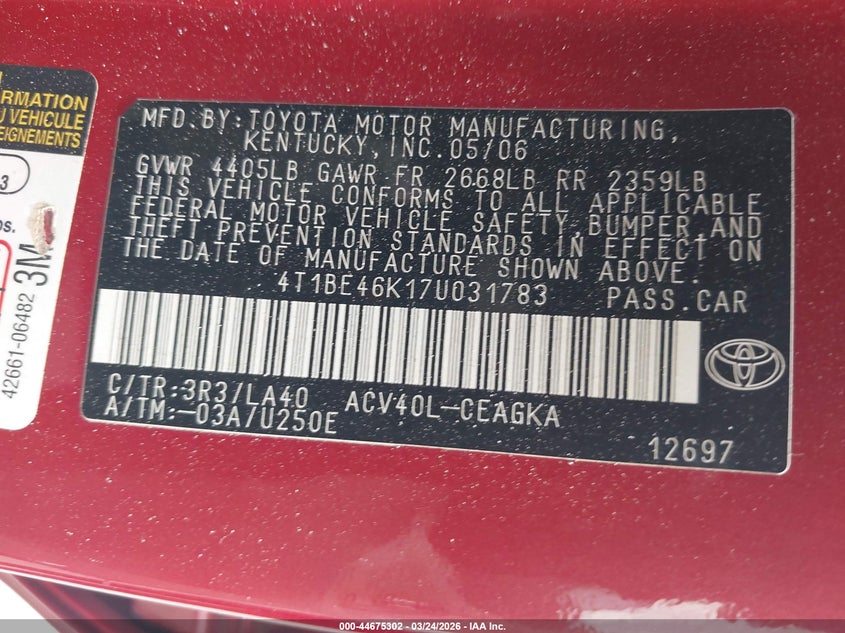 RMATION
U VEHICULE
EIGNEMENTS
3
os.
3M
42661-06482
MFD.BY:TOYOTA MOTOR MANUFACTURING,
KENTUCKY,INC.05/06
GVWR 4405LB GAWR FR 2668LB RR 2359LB
THIS VEHICLE CONFORMS TO ALL APPLICABLE
FEDERAL MOTOR VEHICLE SAFETY,BUMPER,AND
THEFT PREVENTION STANDARDS IN EFFECT ON
THE DATE OF MANUFACTURE SHOWN ABOVE.
4T1BE46K17U031783 PASS.CAR
C/TR:3R3/LA40 ACV40L-CEAGKA
A/TM:-03A/U250E
12697
000-44675302 - 03/24/2026 - IAA Inc.